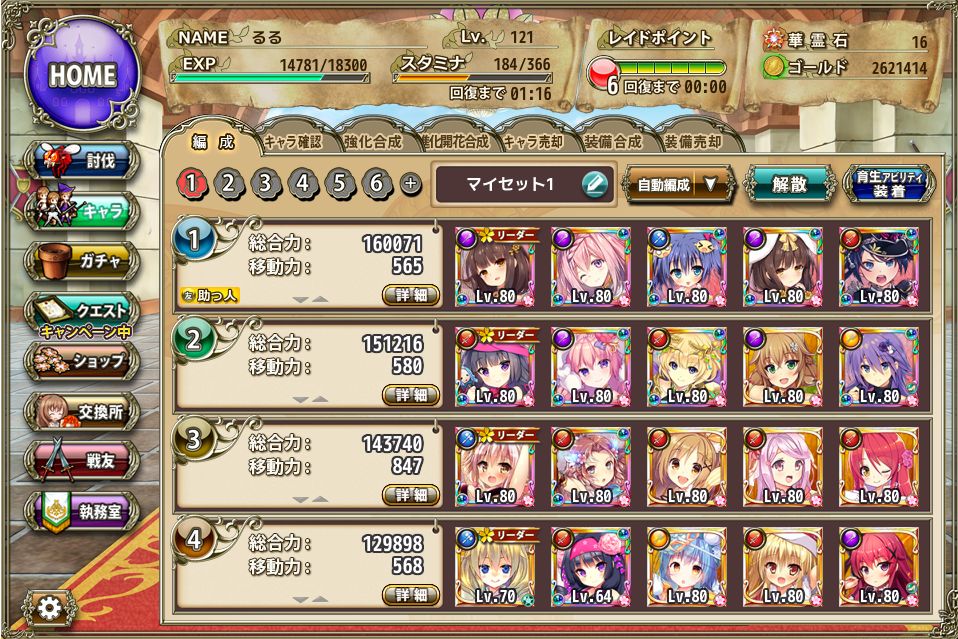 HOME
NAME るる
Lv. 121
EXP 14781/18300
スタミナ 184/366
回復まで 01:16
レイドポイント
6 回復まで 00:00
華霊石 16
ゴールド 2621414
討伐
キャラ
ガチャ
クエスト
キャンペーン中
ショップ
交換所
戦友
執務室
編成
キャラ確認
強化合成
進化開花合成
キャラ売却
装備合成
装備売却
1 2 3 4 5 6 +
マイセット1
自動編成 ▼
解散
育生アビリティ
装着
1
総合力: 160071
移動力: 565
友 助っ人
詳細
リーダー
Lv.80 Lv.80 Lv.80 Lv.80 Lv.80
2
総合力: 151216
移動力: 580
詳細
リーダー
Lv.80 Lv.80 Lv.80 Lv.80 Lv.80
3
総合力: 143740
移動力: 847
詳細
リーダー
Lv.80 Lv.80 Lv.80 Lv.80 Lv.80
4
総合力: 129898
移動力: 568
詳細
リーダー
Lv.70 Lv.64 Lv.80 Lv.80 Lv.80